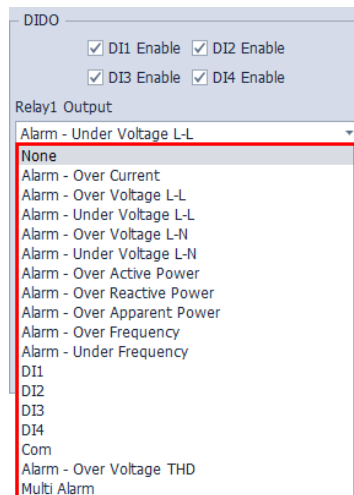 DIDO
DI1 Enable DI2 Enable
DI3 Enable DI4 Enable
Relay1 Output
Alarm - Under Voltage L-L
None
Alarm - Over Current
Alarm - Over Voltage L-L
Alarm - Under Voltage L-L
Alarm - Over Voltage L-N
Alarm - Under Voltage L-N
Alarm - Over Active Power
Alarm - Over Reactive Power
Alarm - Over Apparent Power
Alarm - Over Frequency
Alarm - Under Frequency
DI1
DI2
DI3
DI4
Com
Alarm - Over Voltage THD
Multi Alarm